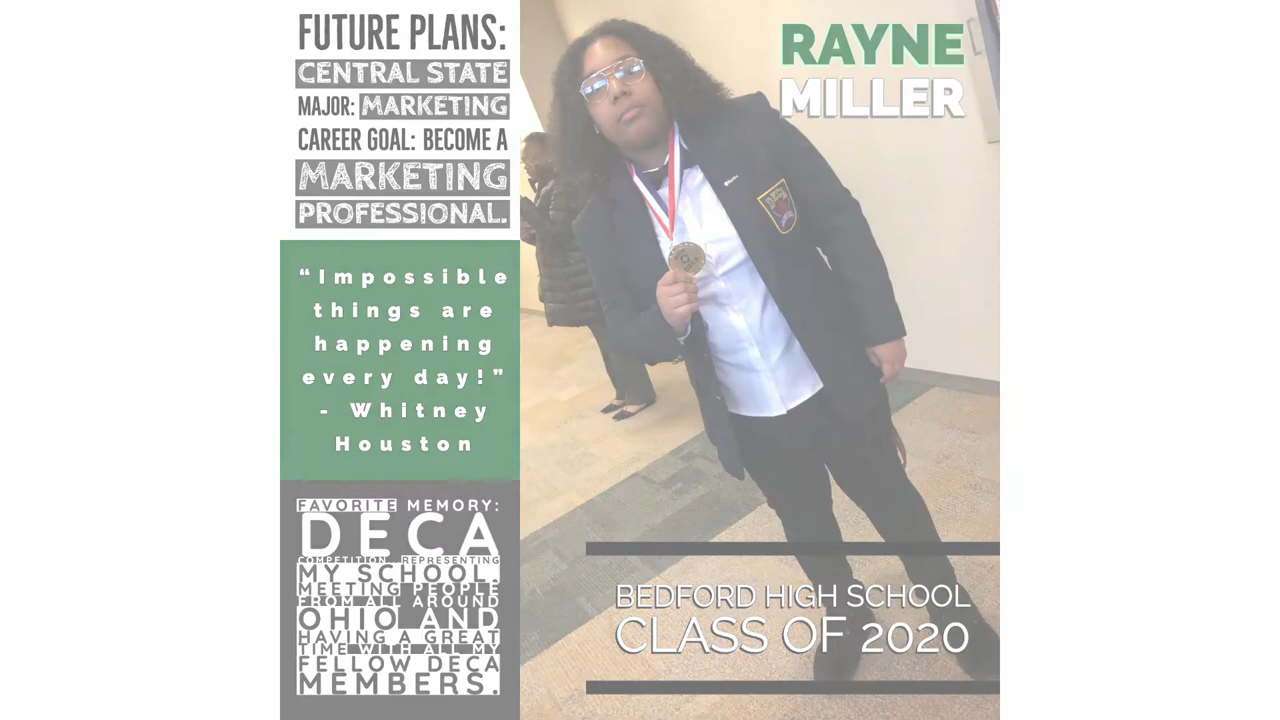 FUTURE PLANS:
CENTRAL STATE
MAJOR: MARKETING
CAREER GOAL: BECOME A
MARKETING
PROFESSIONAL.
"Impossible
things are
happening
every day!"
- Whitney
Houston
FAVORITE MEMORY:
DECA
COMPETITION. REPRESENTING
MY SCHOOL.
MEETING PEOPLE
FROM ALL AROUND
OHIO AND
HAVING A GREAT
TIME WITH ALL MY
FELLOW DECA
MEMBERS.
RAYNE
MILLER
BEDFORD HIGH SCHOOL
CLASS OF 2020